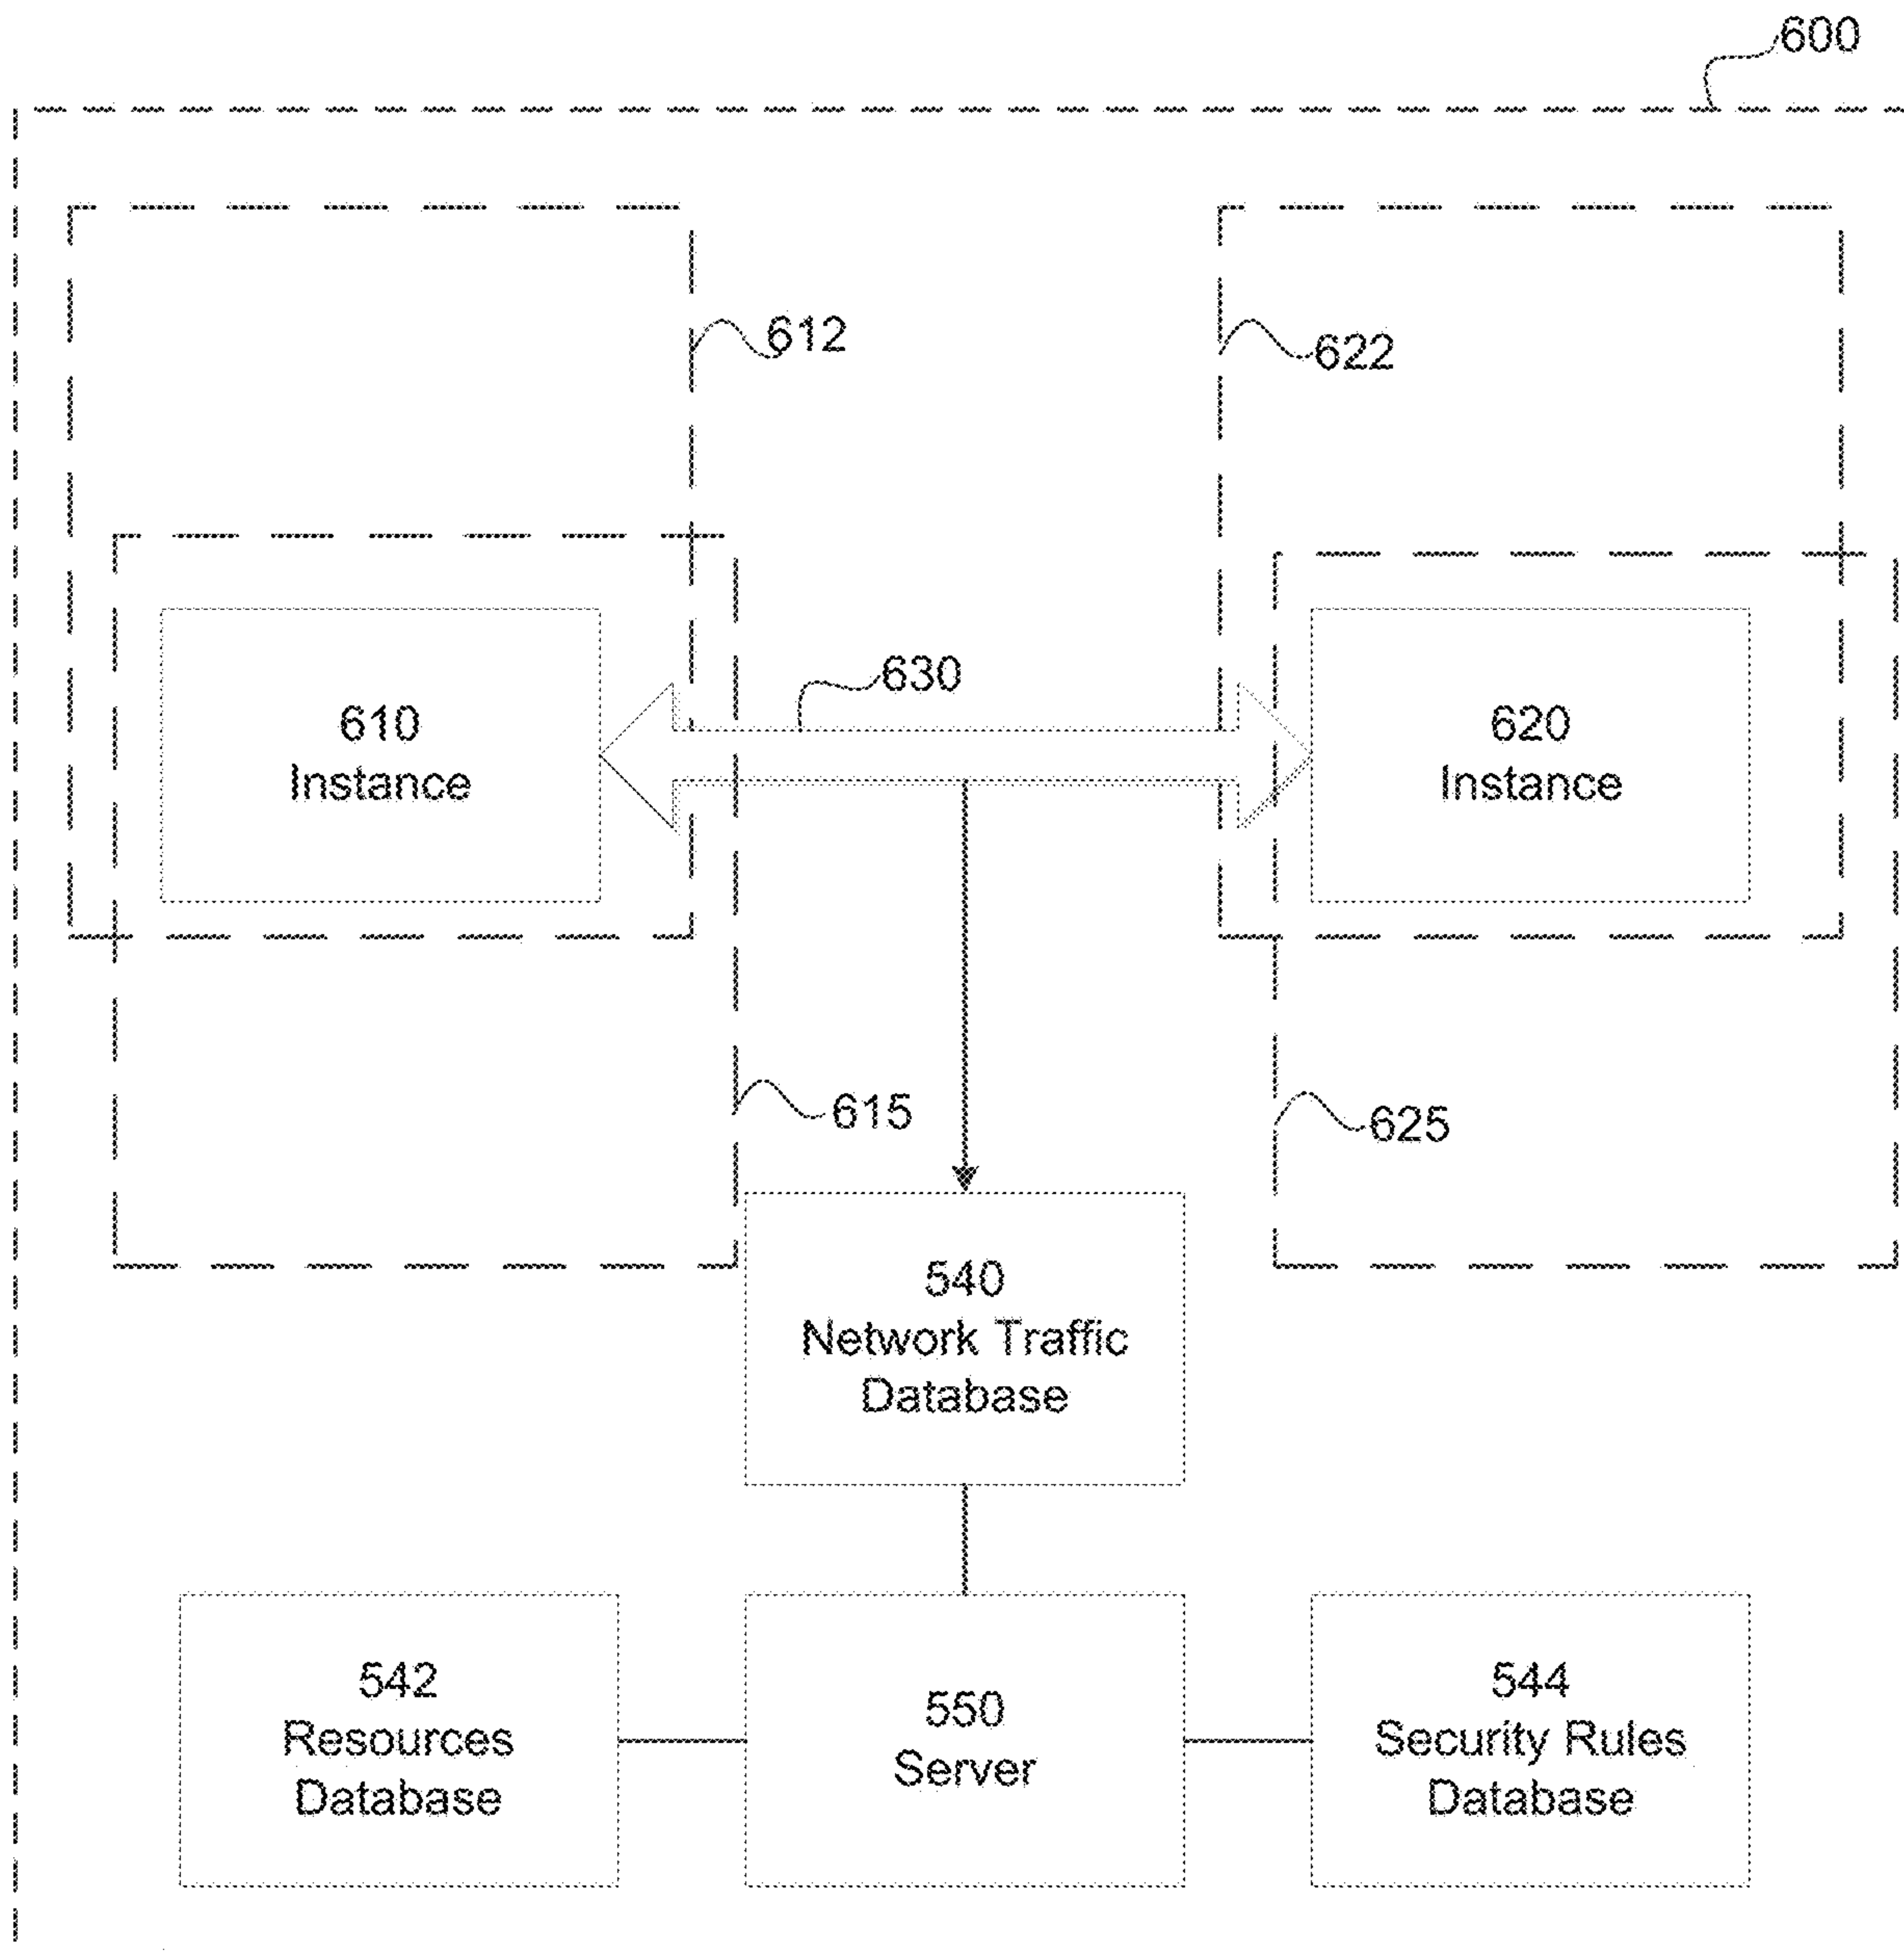 600
612
622
630
610
Instance
620
Instance
615
625
540
Network Traffic
Database
542
Resources
Database
550
Server
544
Security Rules
Database